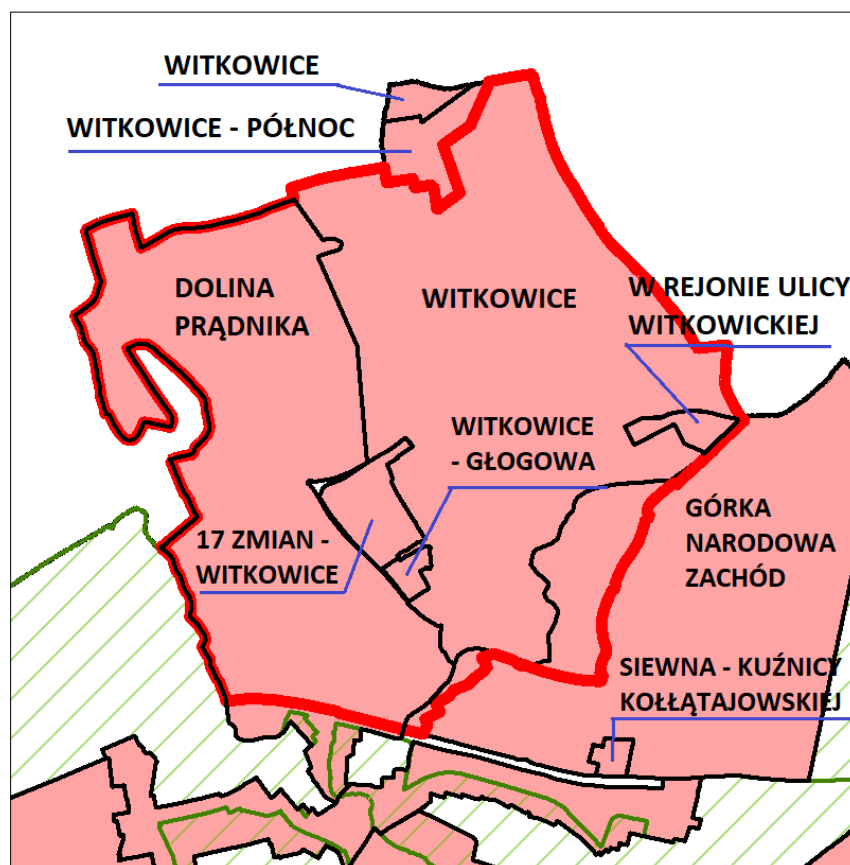 WITKOWICE
WITKOWICE - PÓŁNOC
DOLINA
PRĄDNIKA
WITKOWICE
W REJONIE ULICY
WITKOWICKIEJ
WITKOWICE
- GŁOGOWA
17 ZMIAN -
WITKOWICE
GÓRKA
NARODOWA
ZACHÓD
SIEWNA - KUŹNICY
KOŁŁĄTAJOWSKIEJ